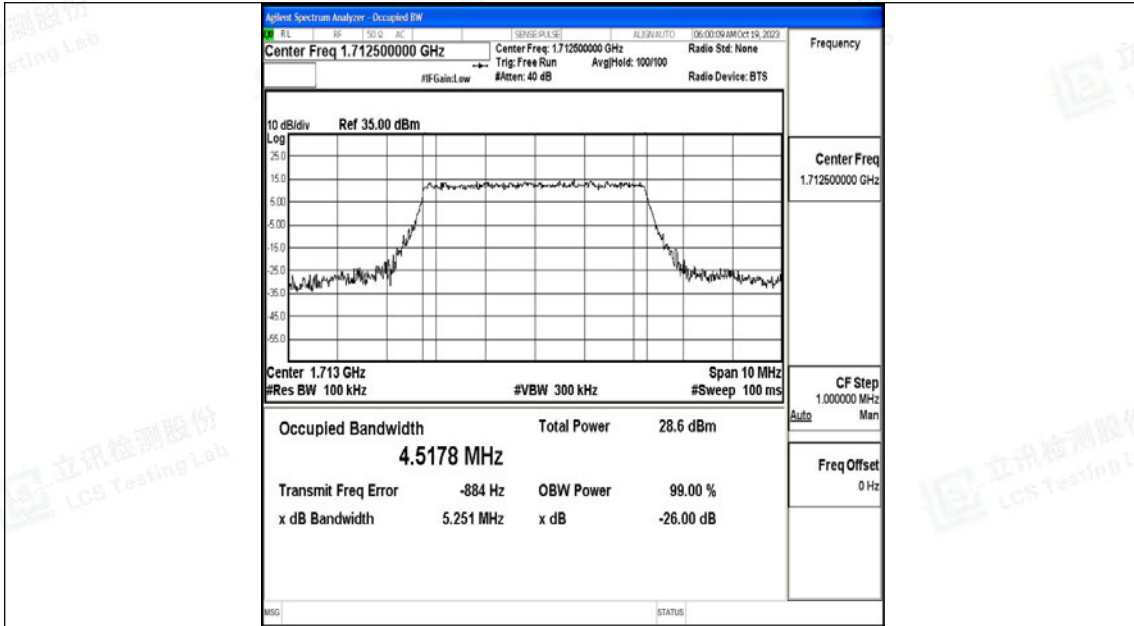 Agilent Spectrum Analyzer - Occupied BW
RL RF 50 Ω AC SENSE:PULSE ALIGNAUTO 06:00:09 AM Oct 19, 2023
Center Freq 1.712500000 GHz
Center Freq: 1.712500000 GHz Radio Std: None
Trig: Free Run Avg|Hold: 100/100
#IFGain:Low #Atten: 40 dB Radio Device: BTS
10 dB/div Ref 35.00 dBm
Log
25.0
15.0
5.00
-5.00
-15.0
-25.0
-35.0
-45.0
-55.0
Center 1.713 GHz Span 10 MHz
#Res BW 100 kHz #VBW 300 kHz #Sweep 100 ms
Occupied Bandwidth Total Power 28.6 dBm
4.5178 MHz
Transmit Freq Error -884 Hz OBW Power 99.00 %
x dB Bandwidth 5.251 MHz x dB -26.00 dB
MSG STATUS
Frequency
Center Freq
1.712500000 GHz
CF Step
1.000000 MHz
Auto Man
Freq Offset
0 Hz
立讯检测股份
LCS Testing Lab
立讯检测股份
LCS Testing